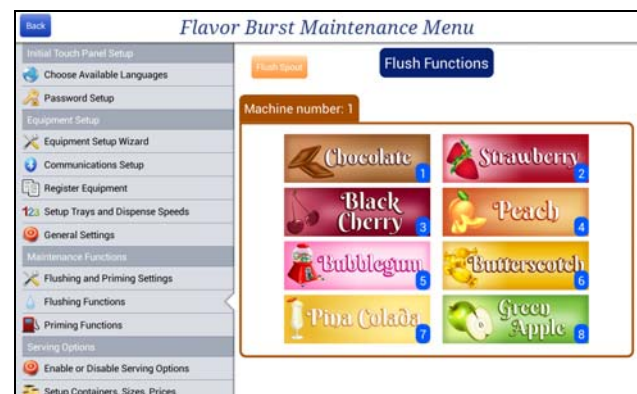 Back
Flavor Burst Maintenance Menu
Initial Touch Panel Setup
Choose Available Languages
Password Setup
Equipment Setup
Equipment Setup Wizard
Communications Setup
Register Equipment
123 Setup Trays and Dispense Speeds
General Settings
Maintenance Functions
Flushing and Priming Settings
Flushing Functions
Priming Functions
Serving Options
Enable or Disable Serving Options
Setup Containers, Sizes, Prices
Flush Spout
Flush Functions
Machine number: 1
Chocolate 1
Strawberry 2
Black
Cherry 3
Peach 4
Bubblegum 5
Butterscotch 6
Pina Colada 7
Green
Apple 8